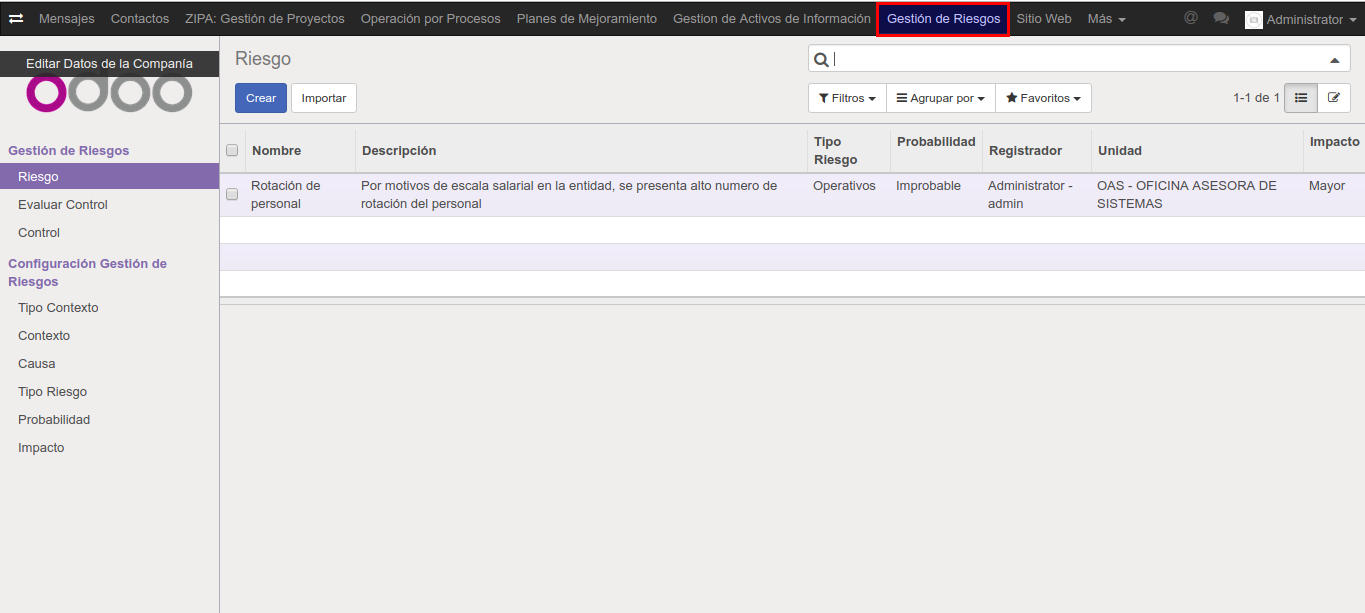 Mensajes Contactos ZIPA: Gestión de Proyectos Operación por Procesos Planes de Mejoramiento Gestion de Activos de Información Gestión de Riesgos Sitio Web Más @ Administrator
Editar Datos de la Companía
odoo
Riesgo
Crear Importar
Filtros Agrupar por Favoritos 1-1 de 1
Gestión de Riesgos
Riesgo
Evaluar Control
Control
Configuración Gestión de
Riesgos
Tipo Contexto
Contexto
Causa
Tipo Riesgo
Probabilidad
Impacto
Nombre Descripción Tipo Riesgo Probabilidad Registrador Unidad Impacto
Rotación de Por motivos de escala salarial en la entidad, se presenta alto numero de Operativos Improbable Administrator - OAS - OFICINA ASESORA DE Mayor
personal rotación del personal admin SISTEMAS